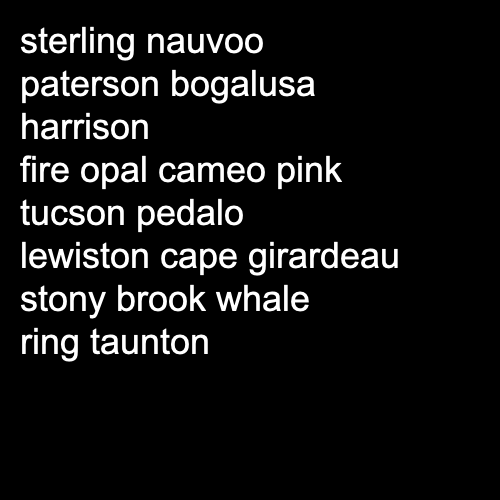 sterling nauvoo
paterson bogalusa
harrison
fire opal cameo pink
tucson pedalo
lewiston cape girardeau
stony brook whale
ring taunton